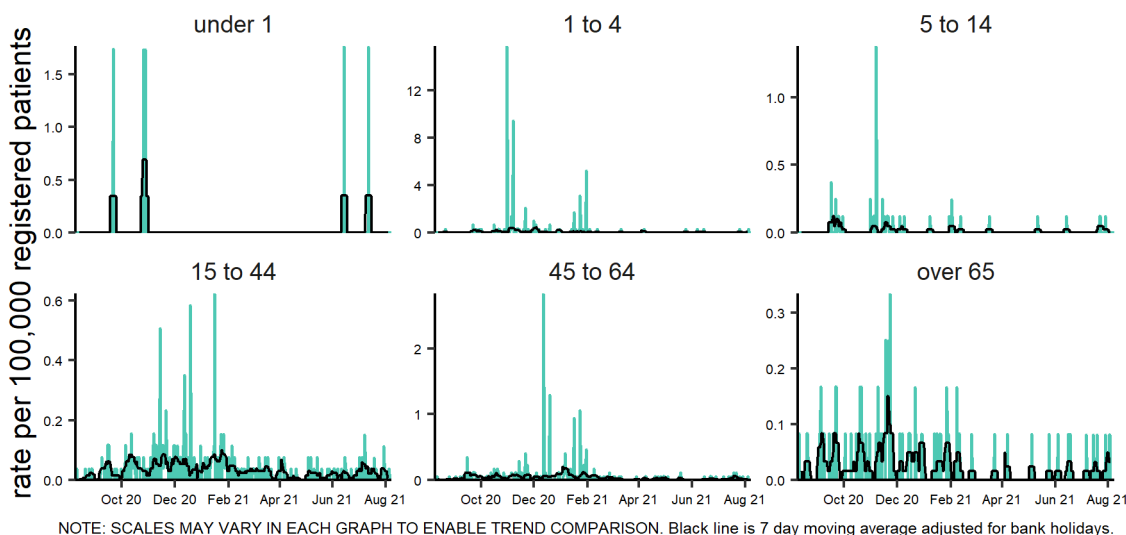 under 1
1 to 4
5 to 14
rate per 100,000 registered patients
1.5
1.0
0.5
0.0
12
8
4
0
1.0
0.5
0.0
15 to 44
45 to 64
over 65
0.6
0.4
0.2
0.0
2
1
0
0.3
0.2
0.1
0.0
Oct 20 Dec 20 Feb 21 Apr 21 Jun 21 Aug 21
Oct 20 Dec 20 Feb 21 Apr 21 Jun 21 Aug 21
Oct 20 Dec 20 Feb 21 Apr 21 Jun 21 Aug 21
NOTE: SCALES MAY VARY IN EACH GRAPH TO ENABLE TREND COMPARISON. Black line is 7 day moving average adjusted for bank holidays.